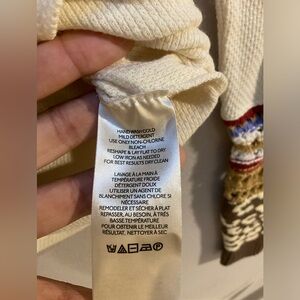 HAND WASH COLD
MILD DETERGENT
USE ONLY NON-CHLORINE
BLEACH
RESHAPE & LAY FLAT TO DRY
LOW IRON AS NEEDED
FOR BEST RESULTS DRY CLEAN
LAVAGE À LA MAIN À
TEMPÉRATURE FROIDE
DÉTERGENT DOUX
UTILISER UN AGENT DE
BLANCHIMENT SANS CHLORE SI
NÉCESSAIRE
REMODELER ET SÉCHER À PLAT
REPASSER, AU BESOIN, À TRÈS
BASSE TEMPÉRATURE
POUR OBTENIR LE MEILLEUR
RÉSULTAT, NETTOYER À SEC